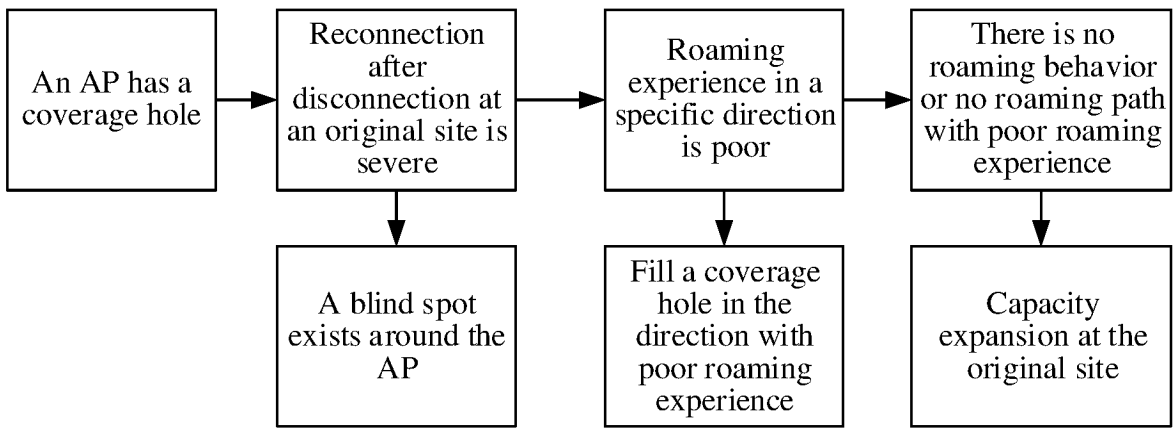 An AP has a
coverage hole
Reconnection
after
disconnection at
an original site is
severe
Roaming
experience in a
specific direction
is poor
There is no
roaming behavior
or no roaming path
with poor roaming
experience
A blind spot
exists around the
AP
Fill a coverage
hole in the
direction with
poor roaming
experience
Capacity
expansion at the
original site